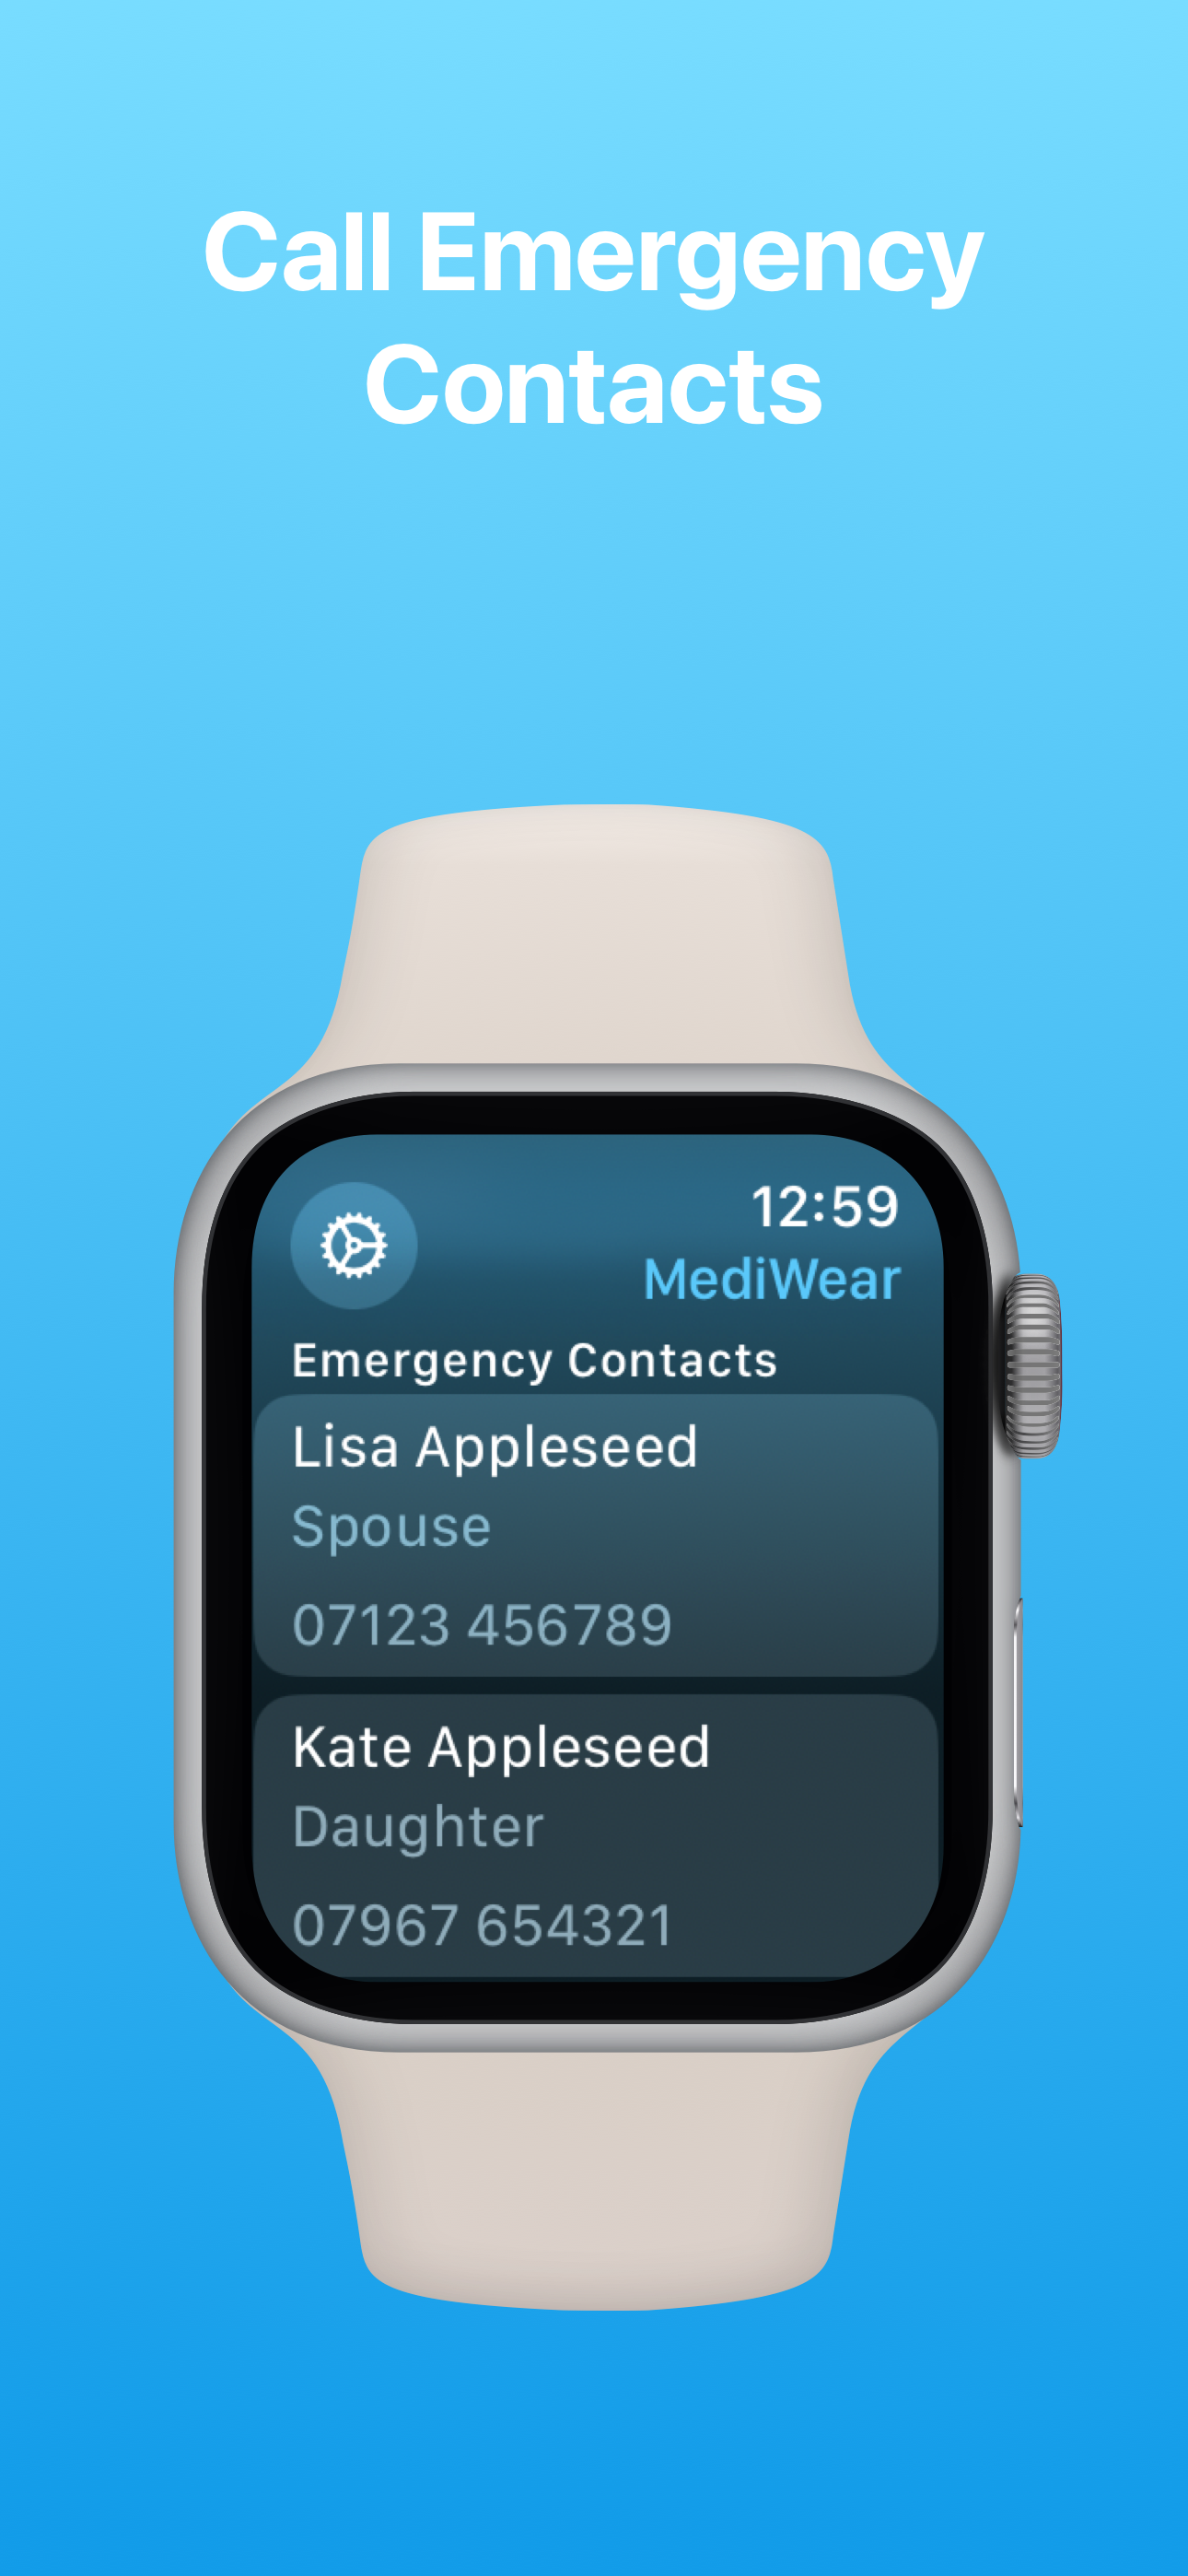 Call Emergency
Contacts
12:59
MediWear
Emergency Contacts
Lisa Appleseed
Spouse
07123 456789
Kate Appleseed
Daughter
07967 654321